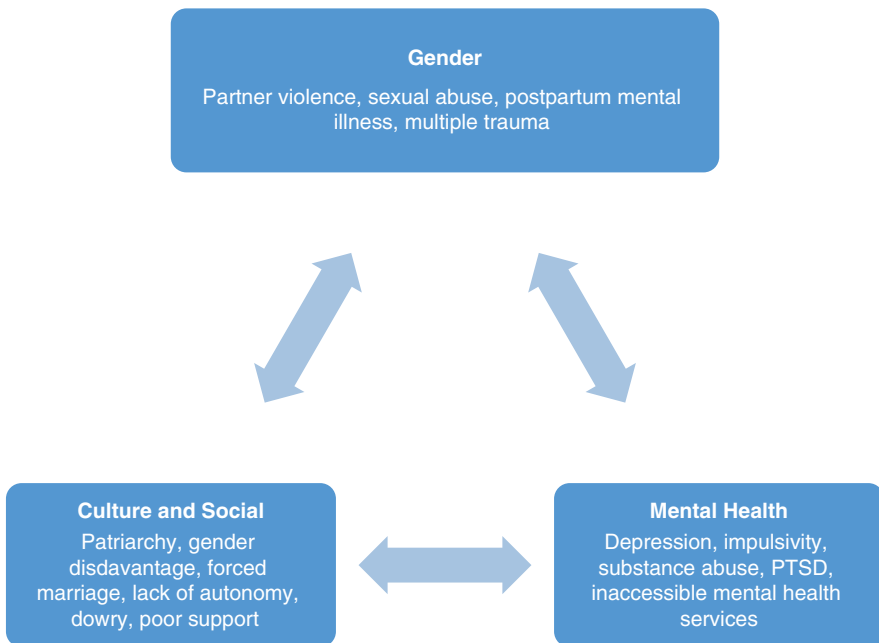 Gender
Partner violence, sexual abuse, postpartum mental
illness, multiple trauma
Culture and Social
Patriarchy, gender
disdavantage, forced
marriage, lack of autonomy,
dowry, poor support
Mental Health
Depression, impulsivity,
substance abuse, PTSD,
inaccessible mental health
services